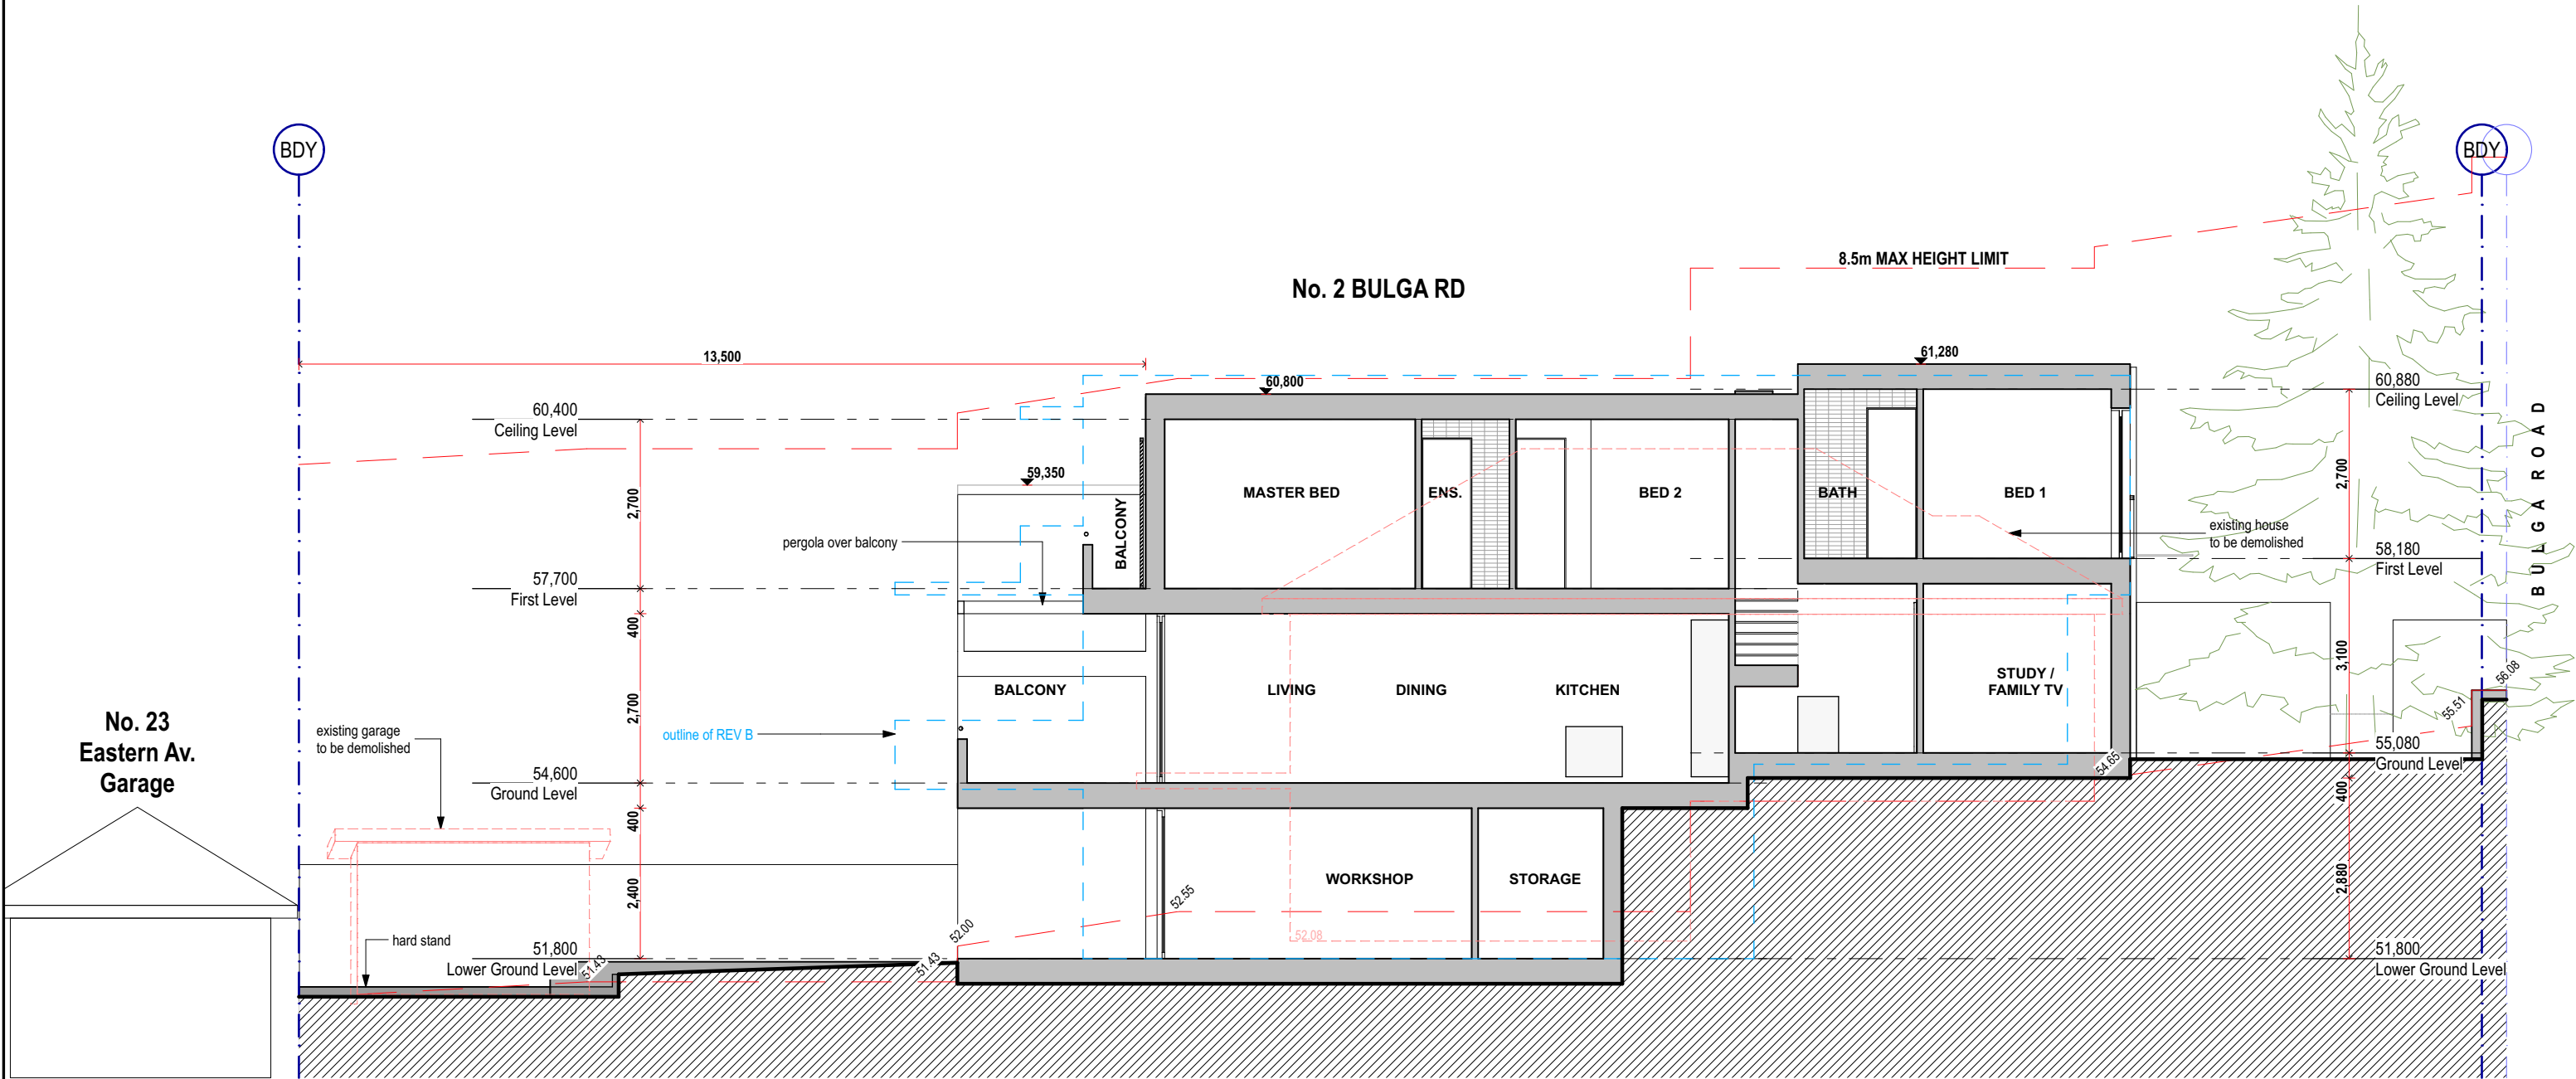 BDY
BDY
8.5m MAX HEIGHT LIMIT
No. 2 BULGA RD
13,500
61,280
60,800
60,400
Ceiling Level
60,880
Ceiling Level
59,350
2,700
BALCONY
MASTER BED
ENS.
BED 2
BATH
BED 1
2,700
BULGA ROAD
existing house
to be demolished
pergola over balcony
57,700
First Level
58,180
First Level
400
BALCONY
LIVING
DINING
KITCHEN
STUDY /
FAMILY TV
3,100
56.08
55.51
2,700
No. 23
Eastern Av.
Garage
existing garage
to be demolished
outline of REV B
54,600
Ground Level
54.65
55,080
Ground Level
400
400
WORKSHOP
STORAGE
2,400
2,880
52.55
52.00
52.08
hard stand
51,800
Lower Ground Level
51.43
51.43
51,800
Lower Ground Level